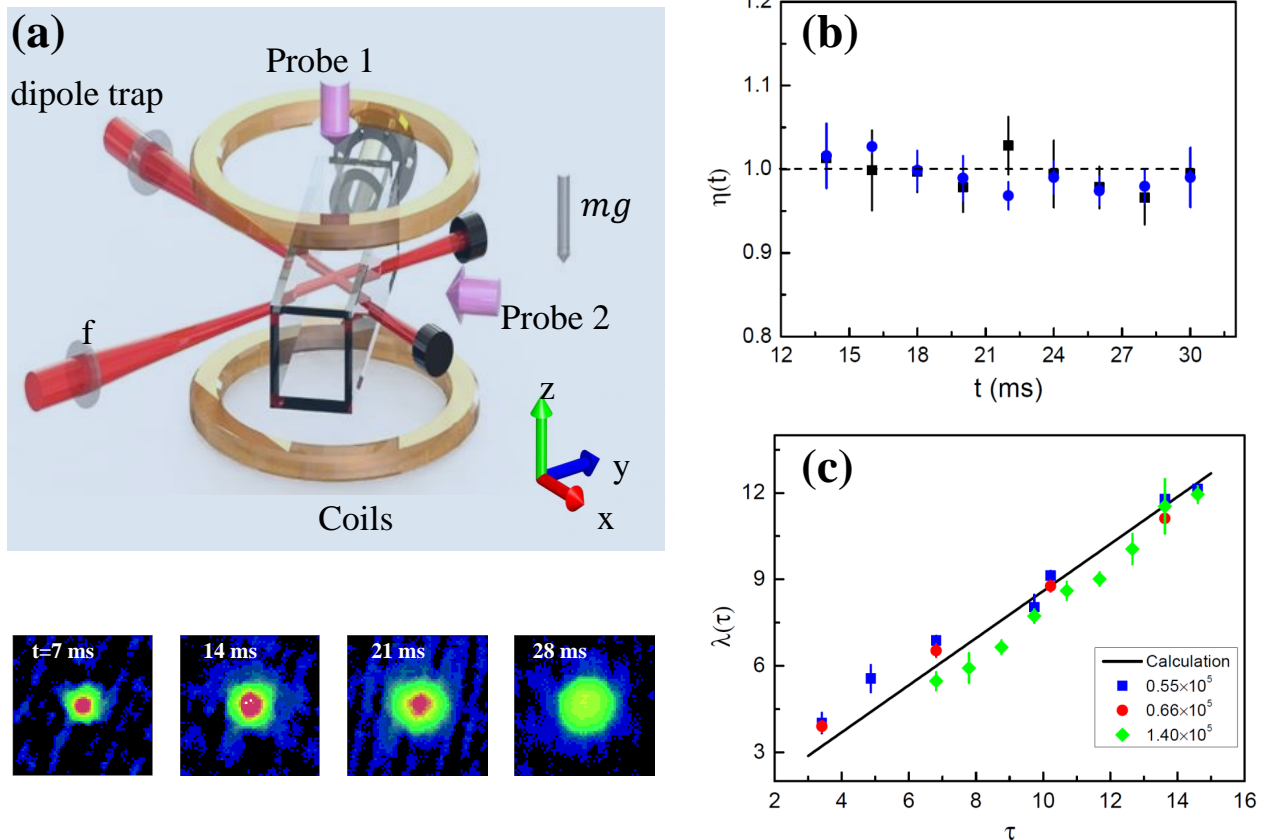 (a)
Probe 1
dipole trap
mg
Probe 2
f
z
y
x
Coils
t=7 ms
14 ms
21 ms
28 ms
(b)
1.2
1.1
1.0
0.9
0.8
η(t)
12 15 18 21 24 27 30
t (ms)
(c)
12
9
6
3
λ(τ)
Calculation
0.55×10⁵
0.66×10⁵
1.40×10⁵
2 4 6 8 10 12 14 16
τ